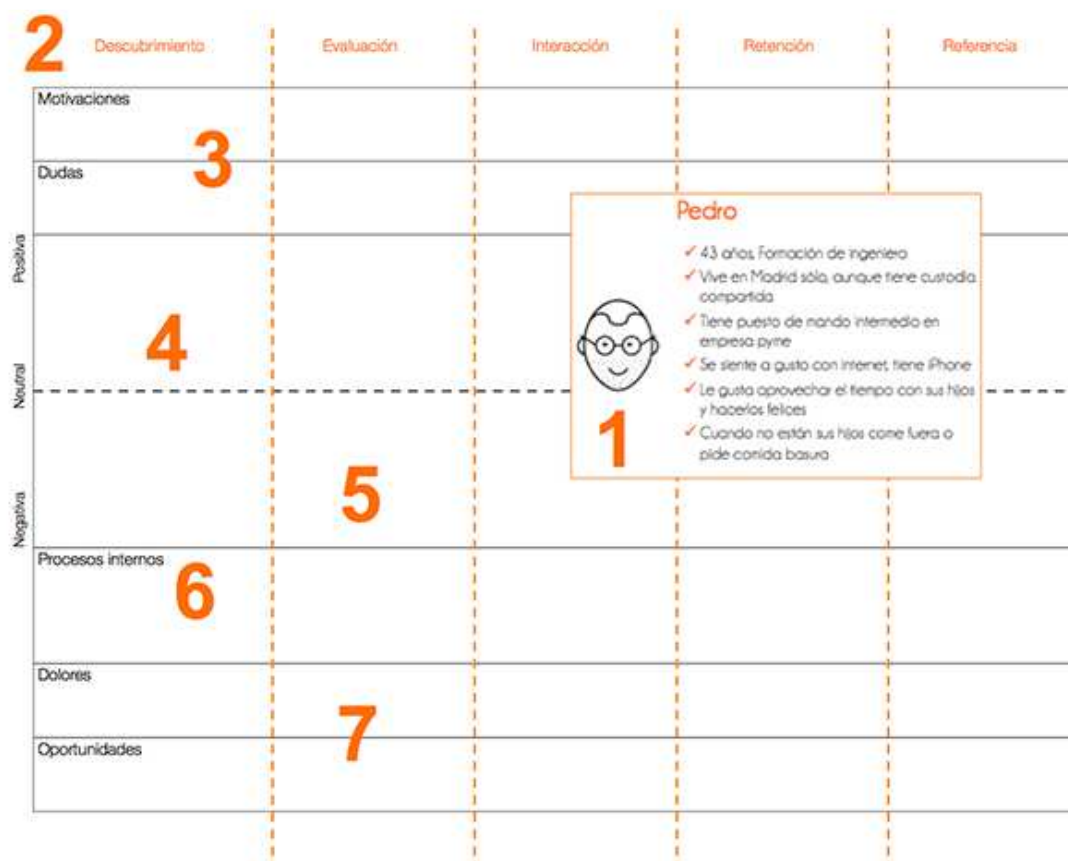 2
Descubrimiento
Evaluación
Interacción
Retención
Referencia
Motivaciones
3
Dudas
Pedro
✓ 43 años, Formación de ingeniero
✓ Vive en Madrid sólo, aunque tiene custodia
compartida
✓ Tiene puesto de mando intermedio en
empresa pyme
✓ Se siente a gusto con internet, tiene iPhone
✓ Le gusta aprovechar el tiempo con sus hijos
y hacerlos felices
✓ Cuando no están sus hijos come fuera o
pide comida basura
1
Positiva
4
Neutral
5
Negativa
Procesos internos
6
Dolores
7
Oportunidades